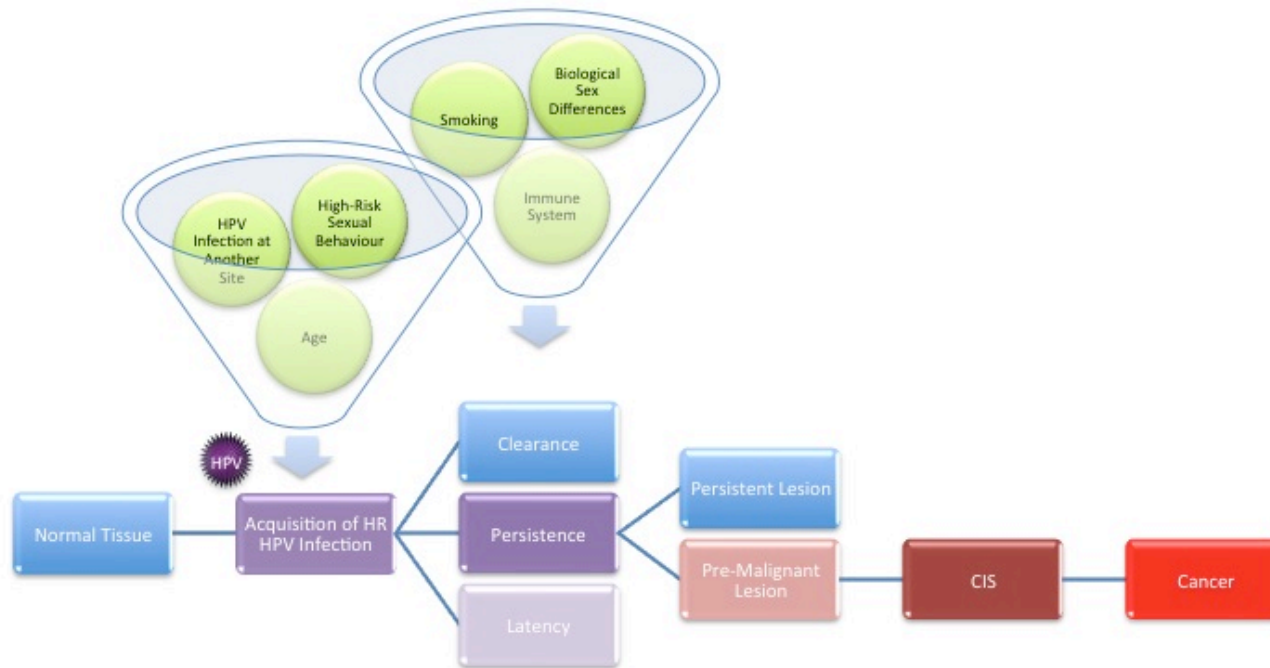 Smoking
Biological
Sex
Differences
Immune
System
HPV
Infection at
Another
Site
High-Risk
Sexual
Behaviour
Age
HPV
Normal Tissue
Acquisition of HR
HPV Infection
Clearance
Persistence
Latency
Persistent Lesion
Pre-Malignant
Lesion
CIS
Cancer